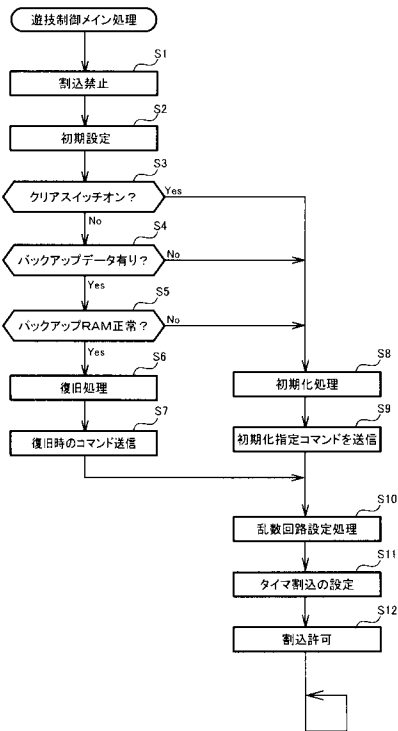 遊技制御メイン処理
S1
割込禁止
S2
初期設定
S3
クリアスイッチオン?
Yes
No
S4
バックアップデータ有り?
No
Yes
S5
バックアップRAM正常?
No
Yes
S6
復旧処理
S7
復旧時のコマンド送信
S8
初期化処理
S9
初期化指定コマンドを送信
S10
乱数回路設定処理
S11
タイマ割込の設定
S12
割込許可